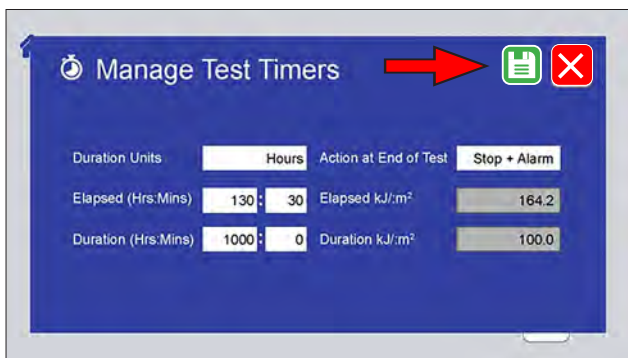 Manage Test Timers
Duration Units Hours Action at End of Test Stop + Alarm
Elapsed (Hrs:Mins) 130 : 30 Elapsed kJ/:m² 164.2
Duration (Hrs:Mins) 1000 : 0 Duration kJ/:m² 100.0